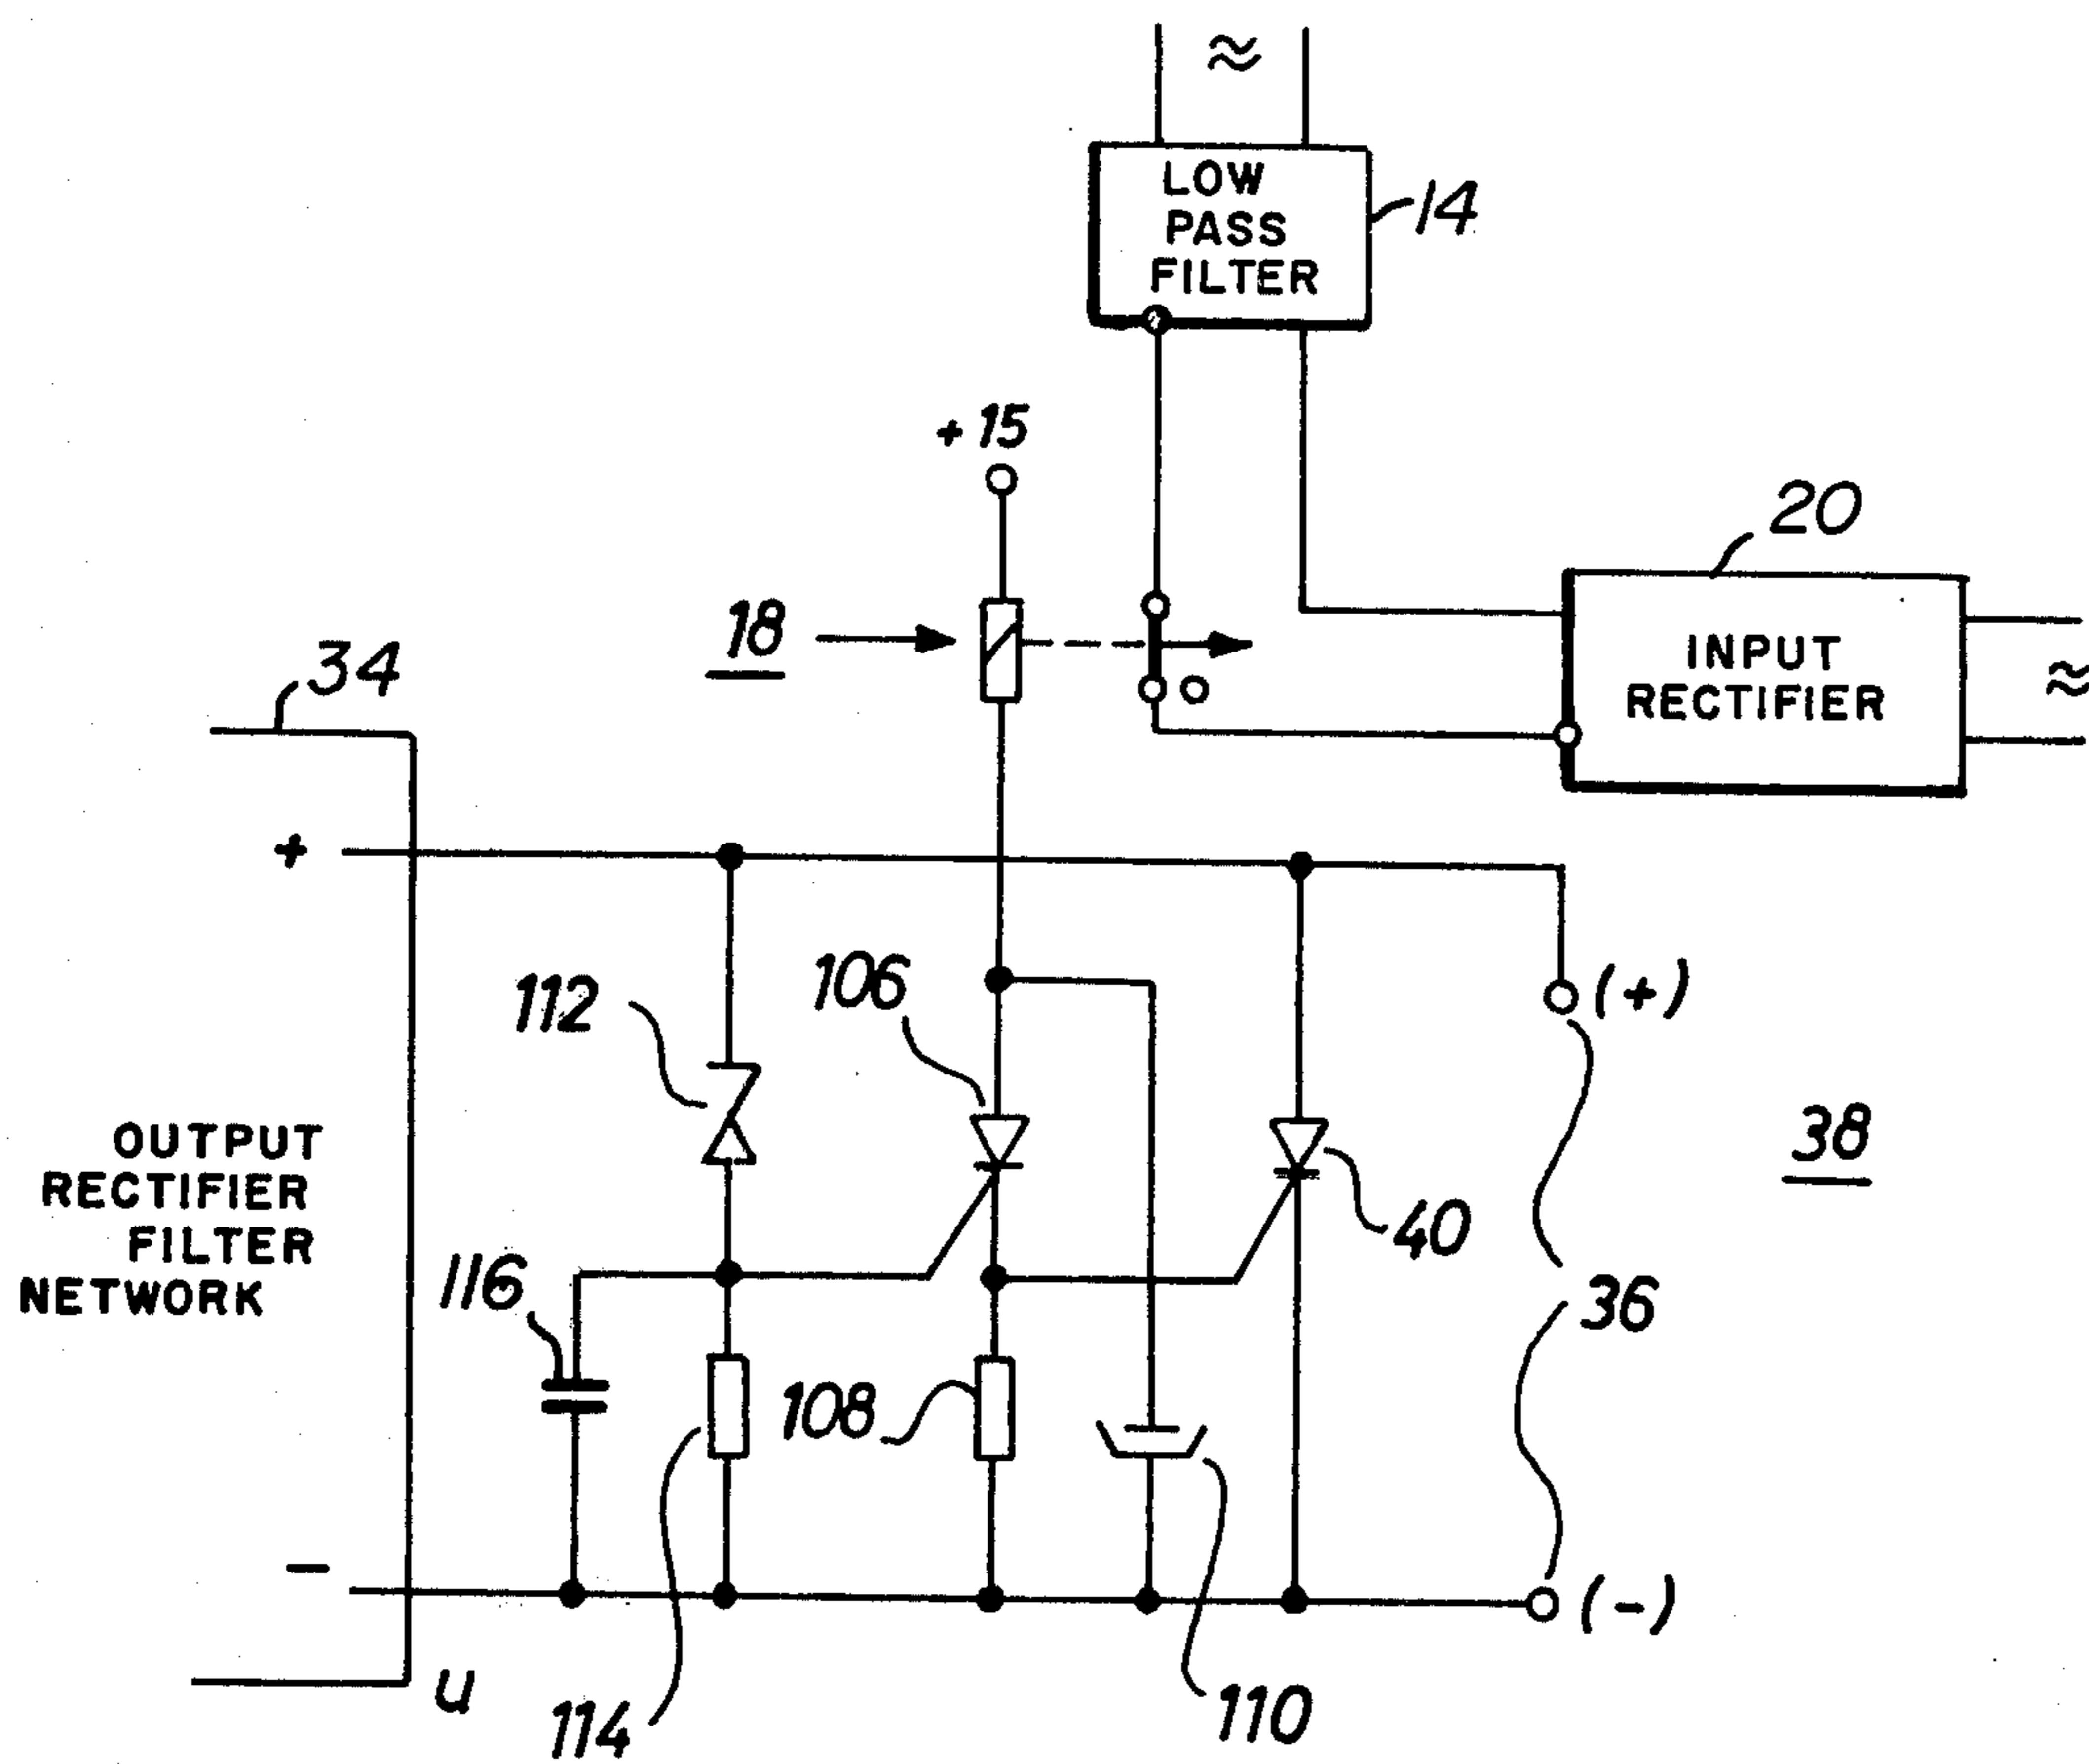 ≈
LOW
PASS
FILTER
14
+15
20
18
INPUT
RECTIFIER
≈
34
+
112
106
(+)
38
OUTPUT
RECTIFIER
FILTER
NETWORK
40
116
36
108
-
(-)
u
114
110